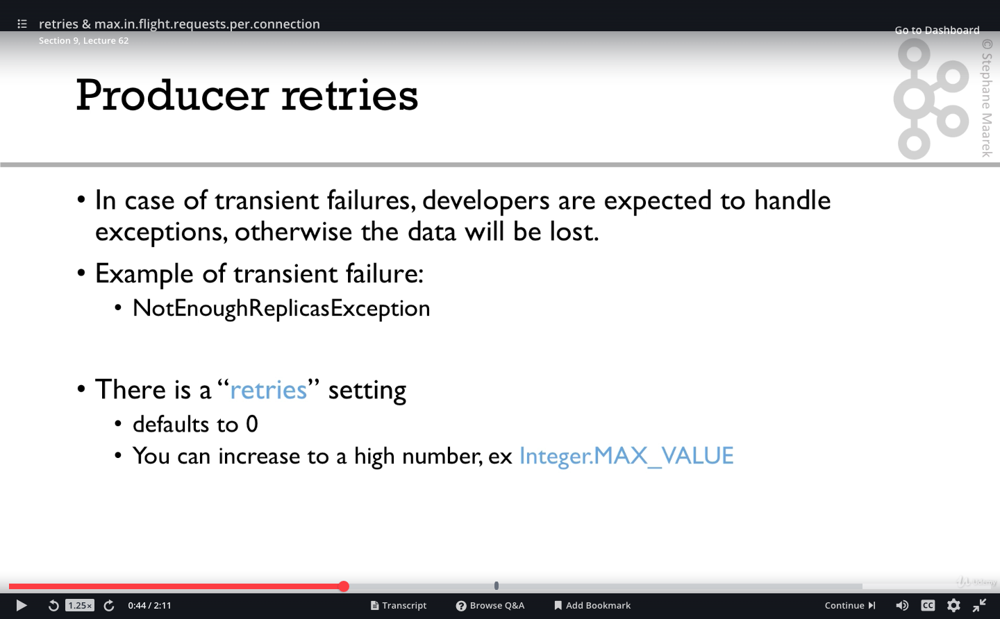 retries & max.in.flight.requests.per.connection
Go to Dashboard
Section 9, Lecture 62
© Stephane Maarek
Producer retries
• In case of transient failures, developers are expected to handle
exceptions, otherwise the data will be lost.
• Example of transient failure:
• NotEnoughReplicasException
• There is a “retries” setting
• defaults to 0
• You can increase to a high number, ex Integer.MAX_VALUE
Udemy
1.25×
0:44 / 2:11
Transcript
Browse Q&A
Add Bookmark
Continue
CC